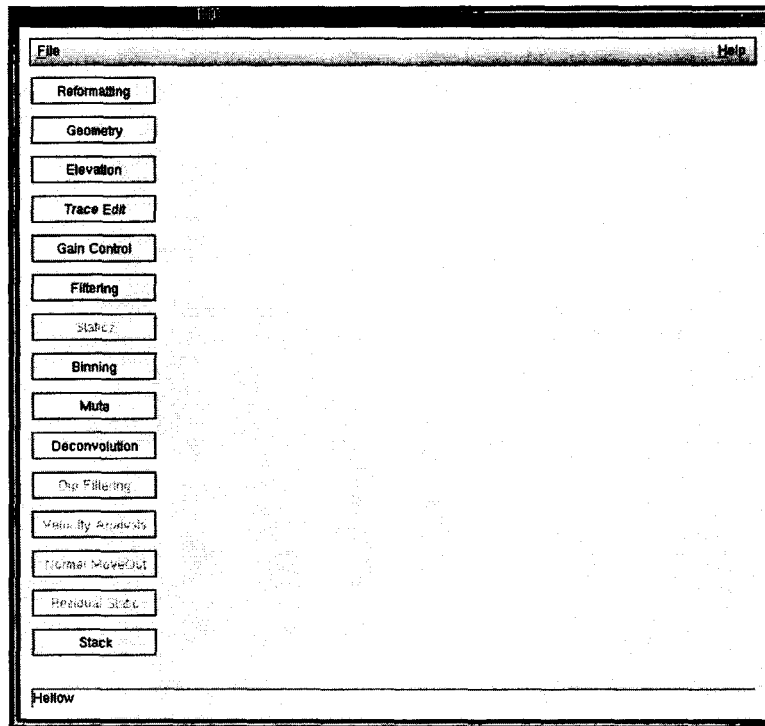 File Help
Reformatting
Geometry
Elevation
Trace Edit
Gain Control
Filtering
Statics
Binning
Mute
Deconvolution
Dip Filtering
Velocity Analysis
Normal MoveOut
Residual Static
Stack
Hellow